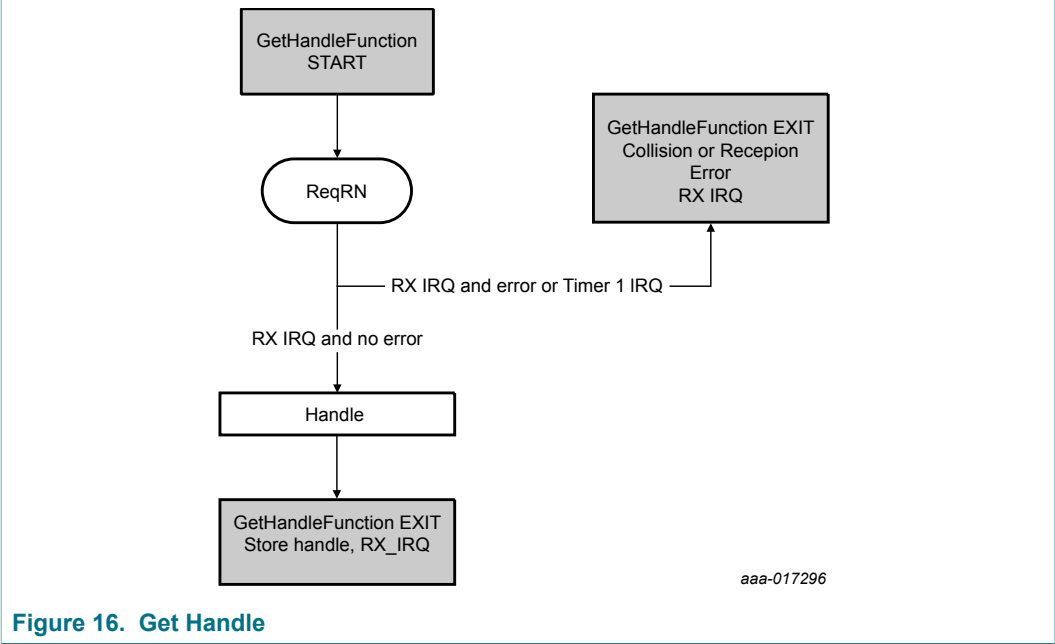 GetHandleFunction
START
GetHandleFunction EXIT
Collision or Recepion
Error
RX IRQ
ReqRN
RX IRQ and error or Timer 1 IRQ
RX IRQ and no error
Handle
GetHandleFunction EXIT
Store handle, RX_IRQ
aaa-017296
Figure 16. Get Handle